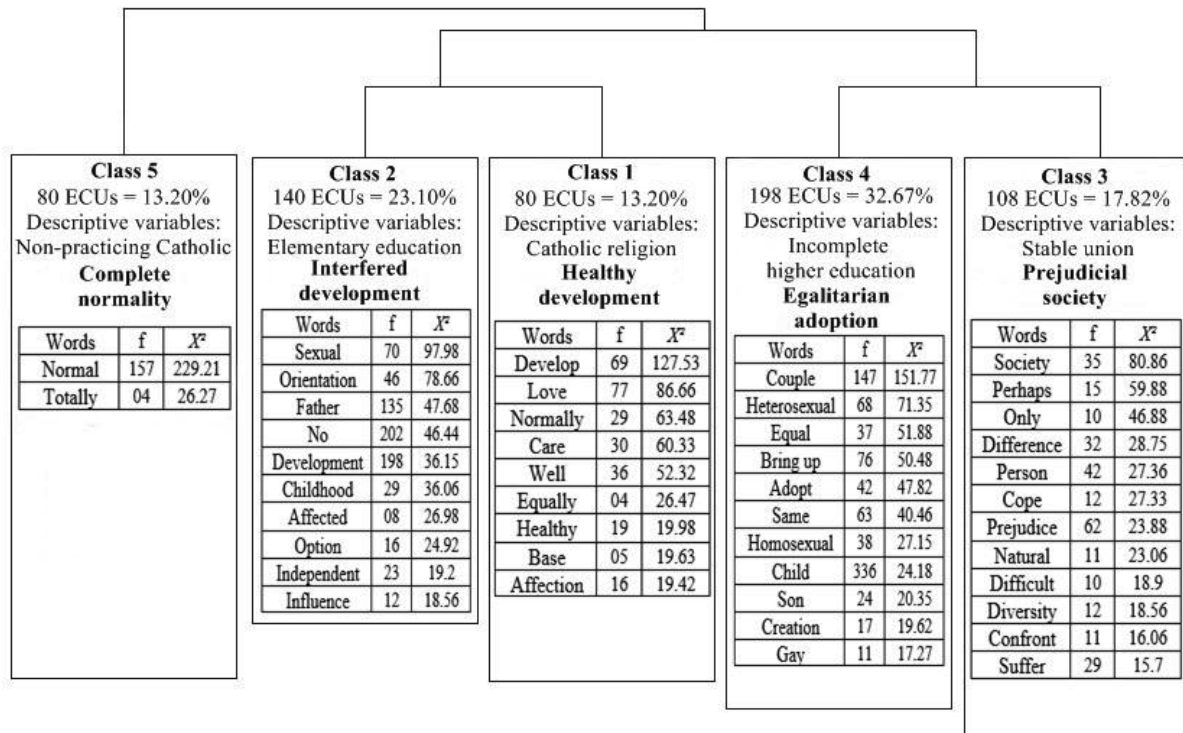 Class 5
80 ECUs = 13.20%
Descriptive variables:
Non-practicing Catholic
Complete
normality
Words f X²
Normal 157 229.21
Totally 04 26.27
Class 2
140 ECUs = 23.10%
Descriptive variables:
Elementary education
Interfered
development
Words f X²
Sexual 70 97.98
Orientation 46 78.66
Father 135 47.68
No 202 46.44
Development 198 36.15
Childhood 29 36.06
Affected 08 26.98
Option 16 24.92
Independent 23 19.2
Influence 12 18.56
Class 1
80 ECUs = 13.20%
Descriptive variables:
Catholic religion
Healthy
development
Words f X²
Develop 69 127.53
Love 77 86.66
Normally 29 63.48
Care 30 60.33
Well 36 52.32
Equally 04 26.47
Healthy 19 19.98
Base 05 19.63
Affection 16 19.42
Class 4
198 ECUs = 32.67%
Descriptive variables:
Incomplete
higher education
Egalitarian
adoption
Words f X²
Couple 147 151.77
Heterosexual 68 71.35
Equal 37 51.88
Bring up 76 50.48
Adopt 42 47.82
Same 63 40.46
Homosexual 38 27.15
Child 336 24.18
Son 24 20.35
Creation 17 19.62
Gay 11 17.27
Class 3
108 ECUs = 17.82%
Descriptive variables:
Stable union
Prejudicial
society
Words f X²
Society 35 80.86
Perhaps 15 59.88
Only 10 46.88
Difference 32 28.75
Person 42 27.36
Cope 12 27.33
Prejudice 62 23.88
Natural 11 23.06
Difficult 10 18.9
Diversity 12 18.56
Confront 11 16.06
Suffer 29 15.7